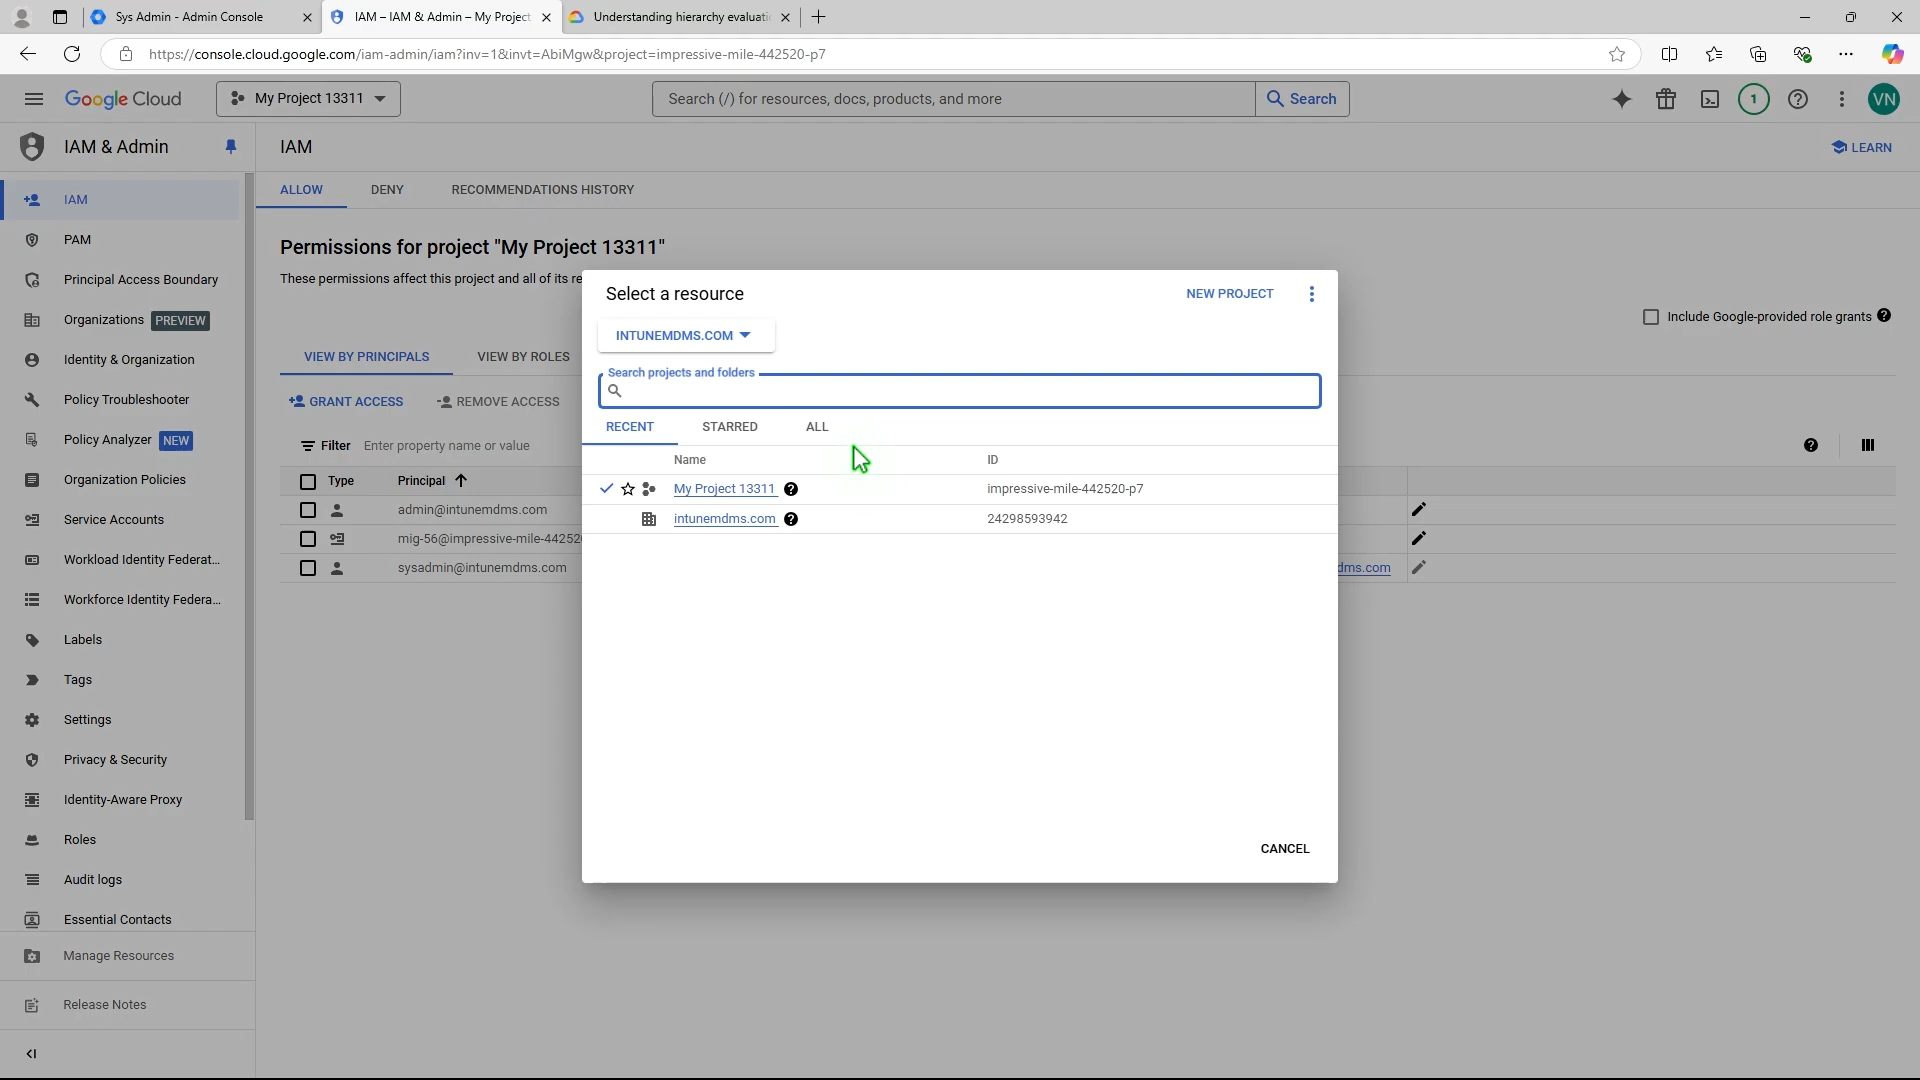 Sys Admin - Admin Console
IAM – IAM & Admin – My Project
Understanding hierarchy evaluati
https://console.cloud.google.com/iam-admin/iam?inv=1&invt=AbiMgw&project=impressive-mile-442520-p7
Google Cloud
My Project 13311
Search (/) for resources, docs, products, and more
Search
1
VN
IAM & Admin
IAM
LEARN
IAM
PAM
Principal Access Boundary
Organizations PREVIEW
Identity & Organization
Policy Troubleshooter
Policy Analyzer NEW
Organization Policies
Service Accounts
Workload Identity Federat...
Workforce Identity Federa...
Labels
Tags
Settings
Privacy & Security
Identity-Aware Proxy
Roles
Audit logs
Essential Contacts
Manage Resources
Release Notes
ALLOW
DENY
RECOMMENDATIONS HISTORY
Permissions for project "My Project 13311"
These permissions affect this project and all of its re
Include Google-provided role grants
VIEW BY PRINCIPALS
VIEW BY ROLES
GRANT ACCESS
REMOVE ACCESS
Filter
Enter property name or value
Type
Principal
admin@intunemdms.com
mig-56@impressive-mile-44252
sysadmin@intunemdms.com
dms.com
Select a resource
NEW PROJECT
INTUNEMDMS.COM
Search projects and folders
RECENT
STARRED
ALL
Name
ID
My Project 13311
impressive-mile-442520-p7
intunemdms.com
24298593942
CANCEL